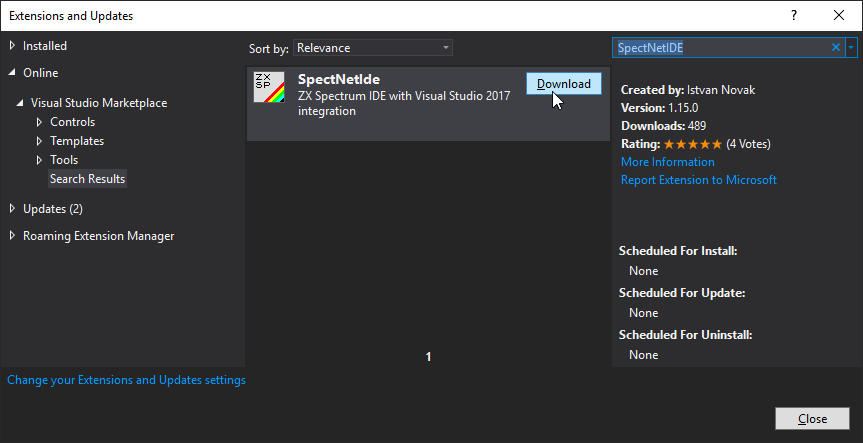 Extensions and Updates
? 
Installed
Online
Visual Studio Marketplace
Controls
Templates
Tools
Search Results
Updates (2)
Roaming Extension Manager
Sort by: Relevance
ZX
SP
SpectNetIde
ZX Spectrum IDE with Visual Studio 2017
integration
Download
1
SpectNetIDE
Created by: Istvan Novak
Version: 1.15.0
Downloads: 489
Rating: ★★★★★ (4 Votes)
More Information
Report Extension to Microsoft
Scheduled For Install:
None
Scheduled For Update:
None
Scheduled For Uninstall:
None
Change your Extensions and Updates settings
Close